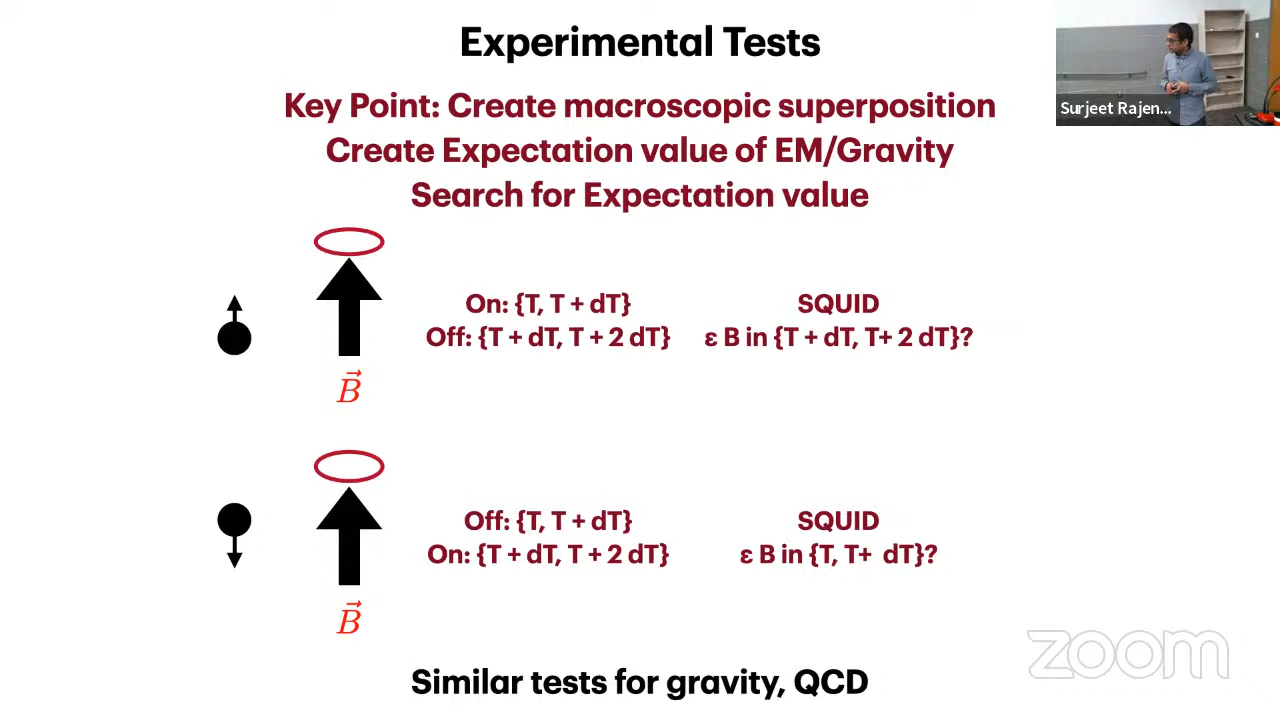 Experimental Tests
Surjeet Rajen...
Key Point: Create macroscopic superposition
Create Expectation value of EM/Gravity
Search for Expectation value
On: {T, T + dT}
Off: {T + dT, T + 2 dT}
SQUID
ε B in {T + dT, T+ 2 dT}?
$\vec{B}$
Off: {T, T + dT}
On: {T + dT, T + 2 dT}
SQUID
ε B in {T, T+ dT}?
$\vec{B}$
Similar tests for gravity, QCD
zoom